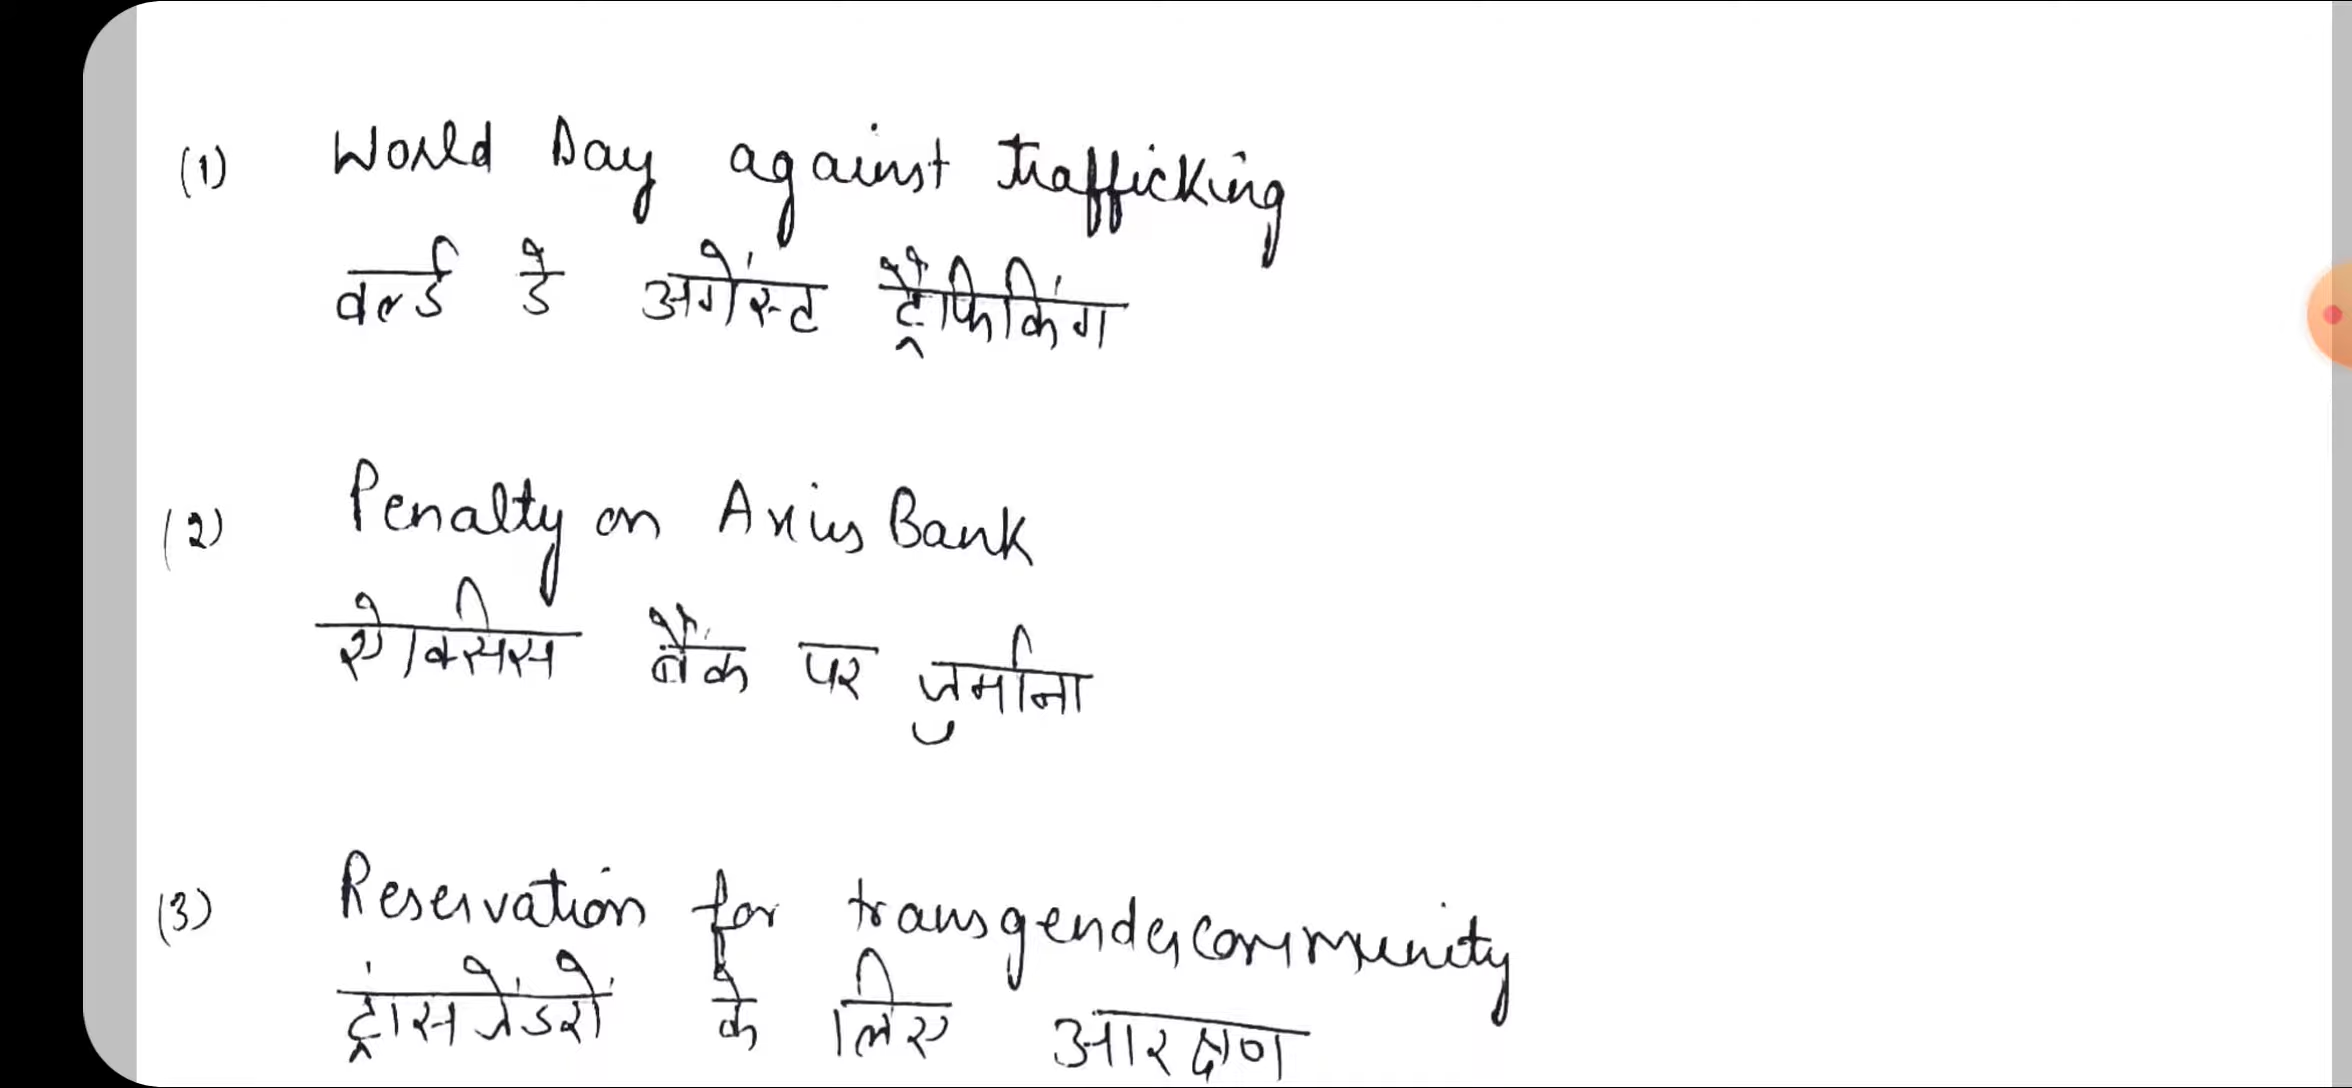 (1) World Day against trafficking
वर्ल्ड डे अगेंस्ट ट्रैफिकिंग
(2) Penalty on Axis Bank
ऐक्सिस बैंक पर जुर्माना
(3) Reservation for transgender community
ट्रांसजेंडरों के लिए आरक्षण